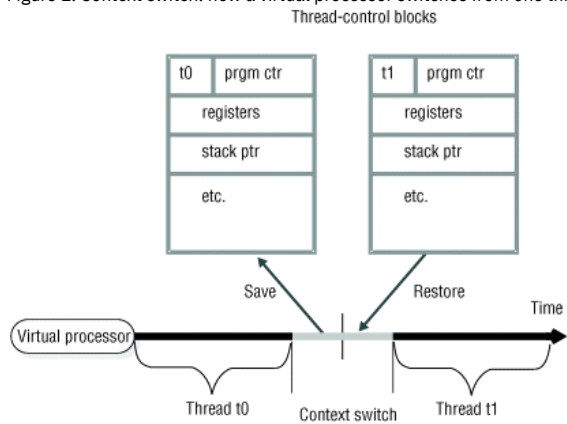 Thread-control blocks
t0 prgm ctr
registers
stack ptr
etc.
t1 prgm ctr
registers
stack ptr
etc.
Save
Restore
Time
Virtual processor
Thread t0
Context switch
Thread t1